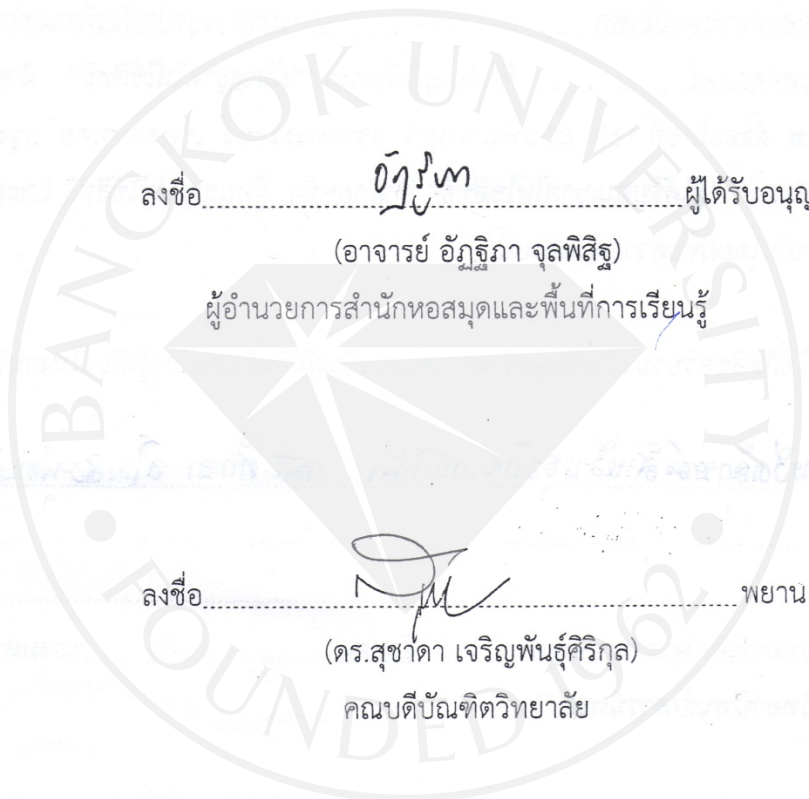 BANGKOK UNIVERSITY
ลงชื่อ ผู้ได้รับอนุญ
(อาจารย์ อัฏฐิภา จุลพิสิฐ)
ผู้อำนวยการสำนักหอสมุดและพื้นที่การเรียนรู้
ลงชื่อ พยาน
(ดร.สุชาดา เจริญพันธุ์ศิริกุล)
คณบดีบัณฑิตวิทยาลัย
FOUNDED 1962